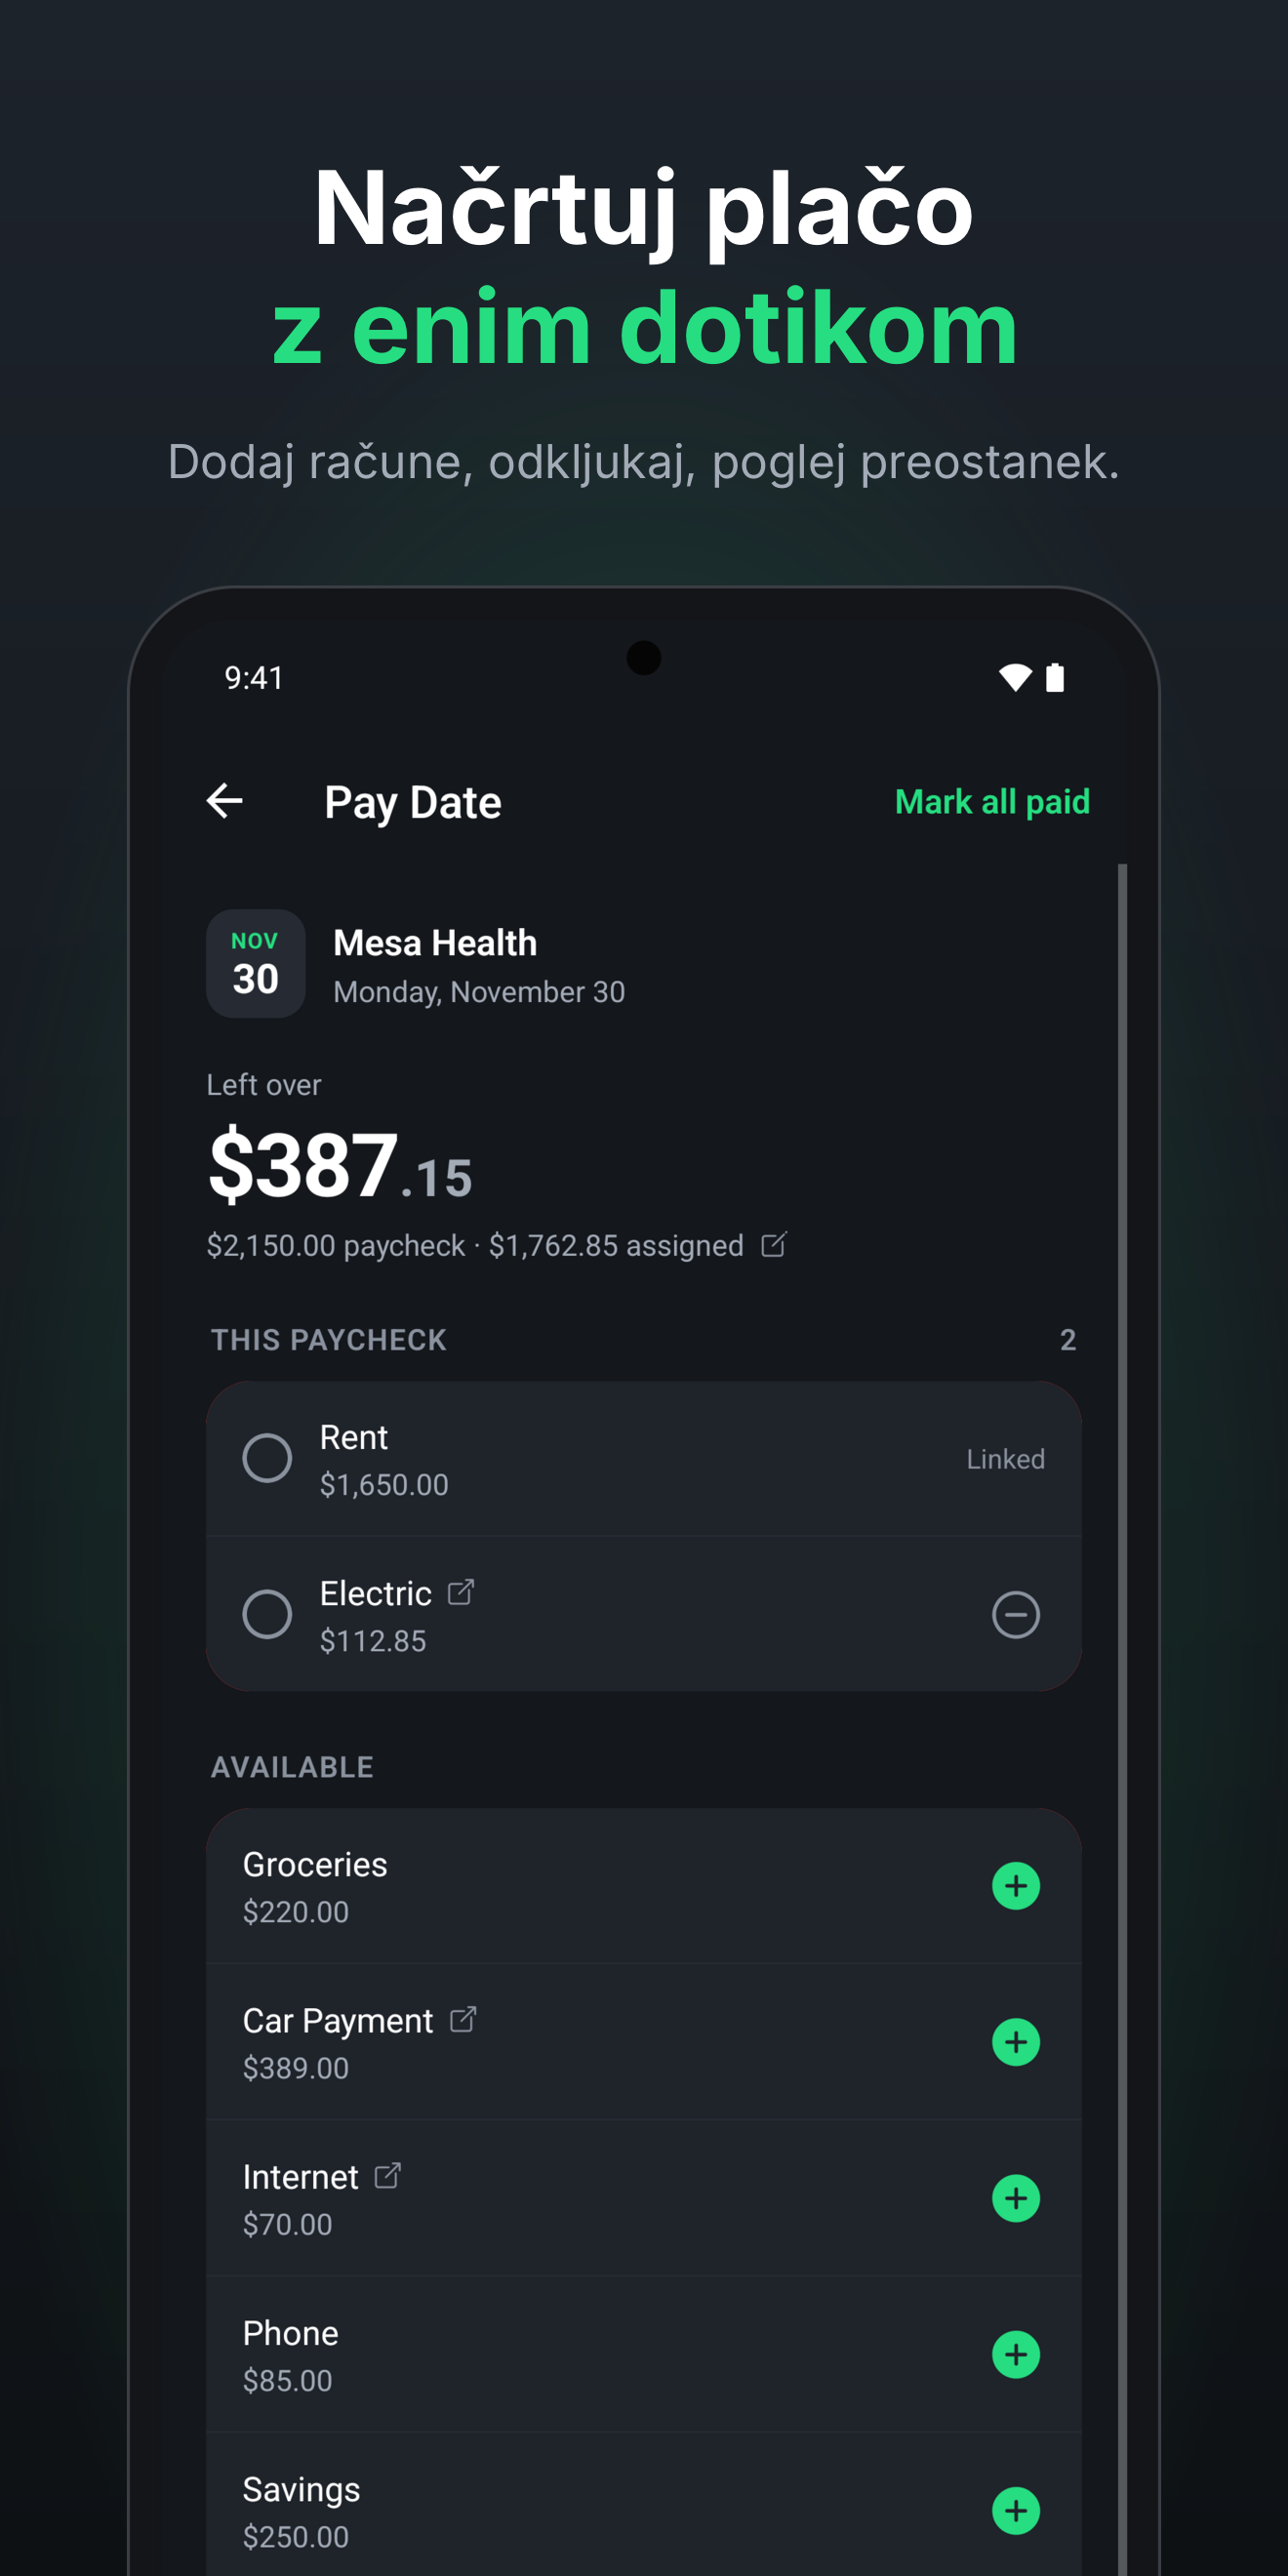 Načrtuj plačo
z enim dotikom
Dodaj račune, odkljukaj, poglej preostanek.
9:41
Pay Date
Mark all paid
NOV
30
Mesa Health
Monday, November 30
Left over
$387.15
$2,150.00 paycheck · $1,762.85 assigned
THIS PAYCHECK
2
Rent
$1,650.00
Linked
Electric
$112.85
AVAILABLE
Groceries
$220.00
Car Payment
$389.00
Internet
$70.00
Phone
$85.00
Savings
$250.00